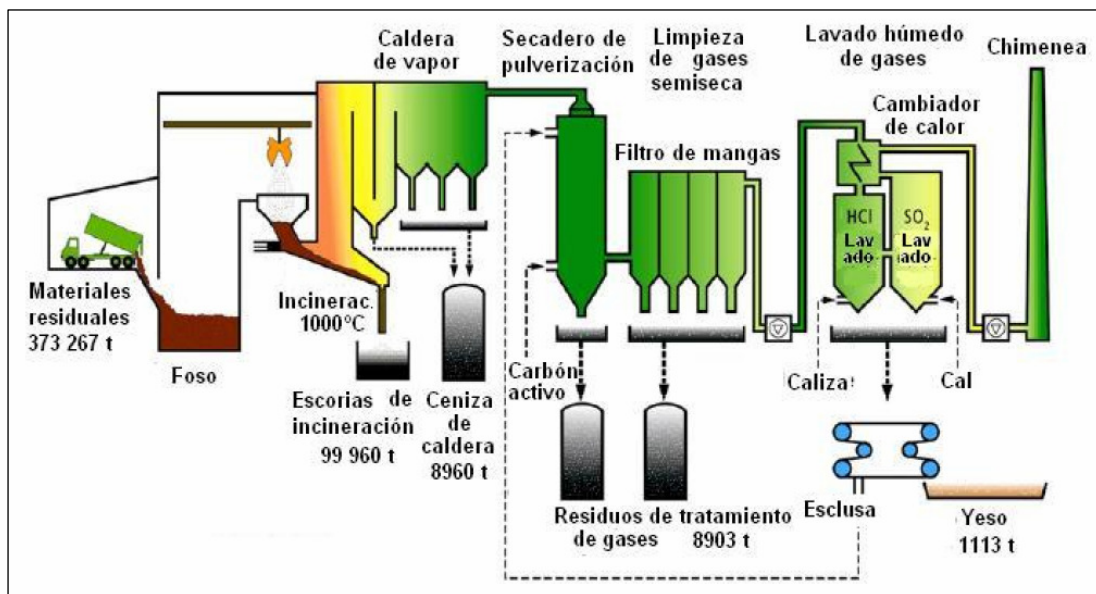 Caldera
de vapor
Secadero de
pulverización
Limpieza
de gases
semiseca
Lavado húmedo
de gases
Chimenea
Cambiador
de calor
Filtro de mangas
HCl
Lav
ado
SO2
Lav
ado
Materiales
residuales
373 267 t
Foso
Incinerac.
1000°C
Escorias de
incineración
99 960 t
Ceniza
de
caldera
8960 t
Carbón
activo
Caliza
Cal
Residuos de tratamiento
de gases 8903 t
Esclusa
Yeso
1113 t